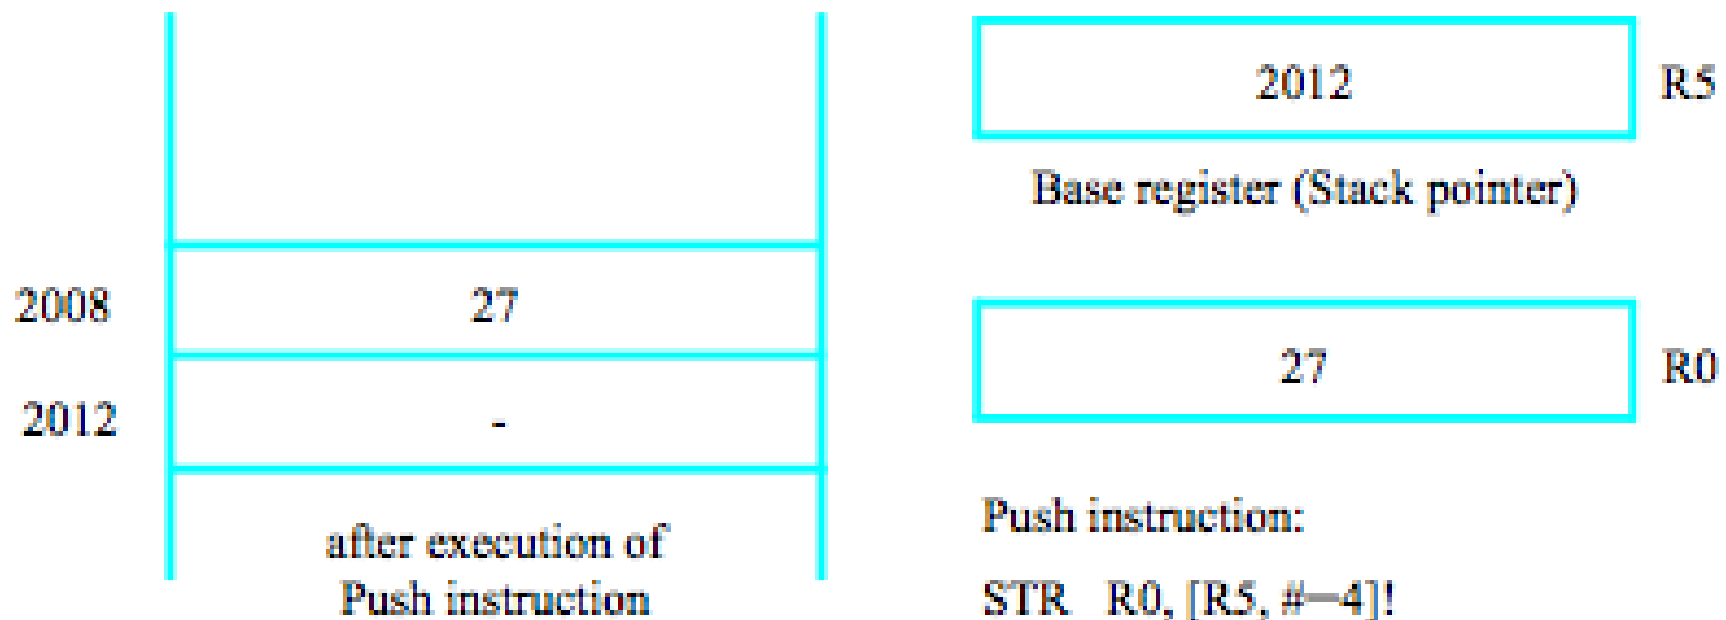 2008
27
2012
-
after execution of
Push instruction
2012
R5
Base register (Stack pointer)
27
R0
Push instruction:
STR R0, [R5, #−4]!